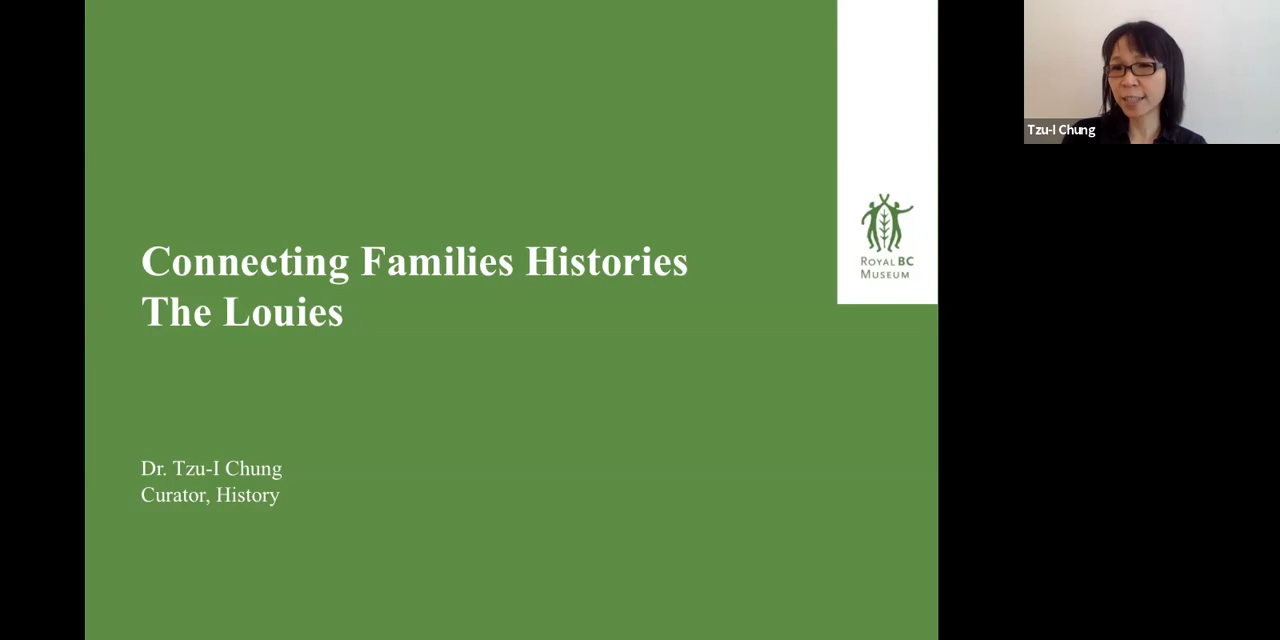 Connecting Families Histories
The Louies
Dr. Tzu-I Chung
Curator, History
ROYAL BC
MUSEUM
Tzu-I Chung